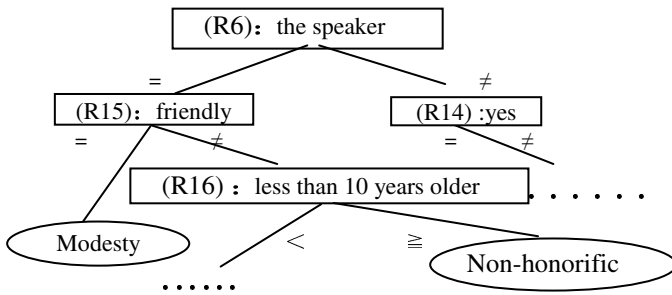 (R6)：the speaker
= ≠
(R15)：friendly
(R14) :yes
= ≠ = ≠
(R16)：less than 10 years older
. . . . . .
Modesty
< ≧
Non-honorific
......